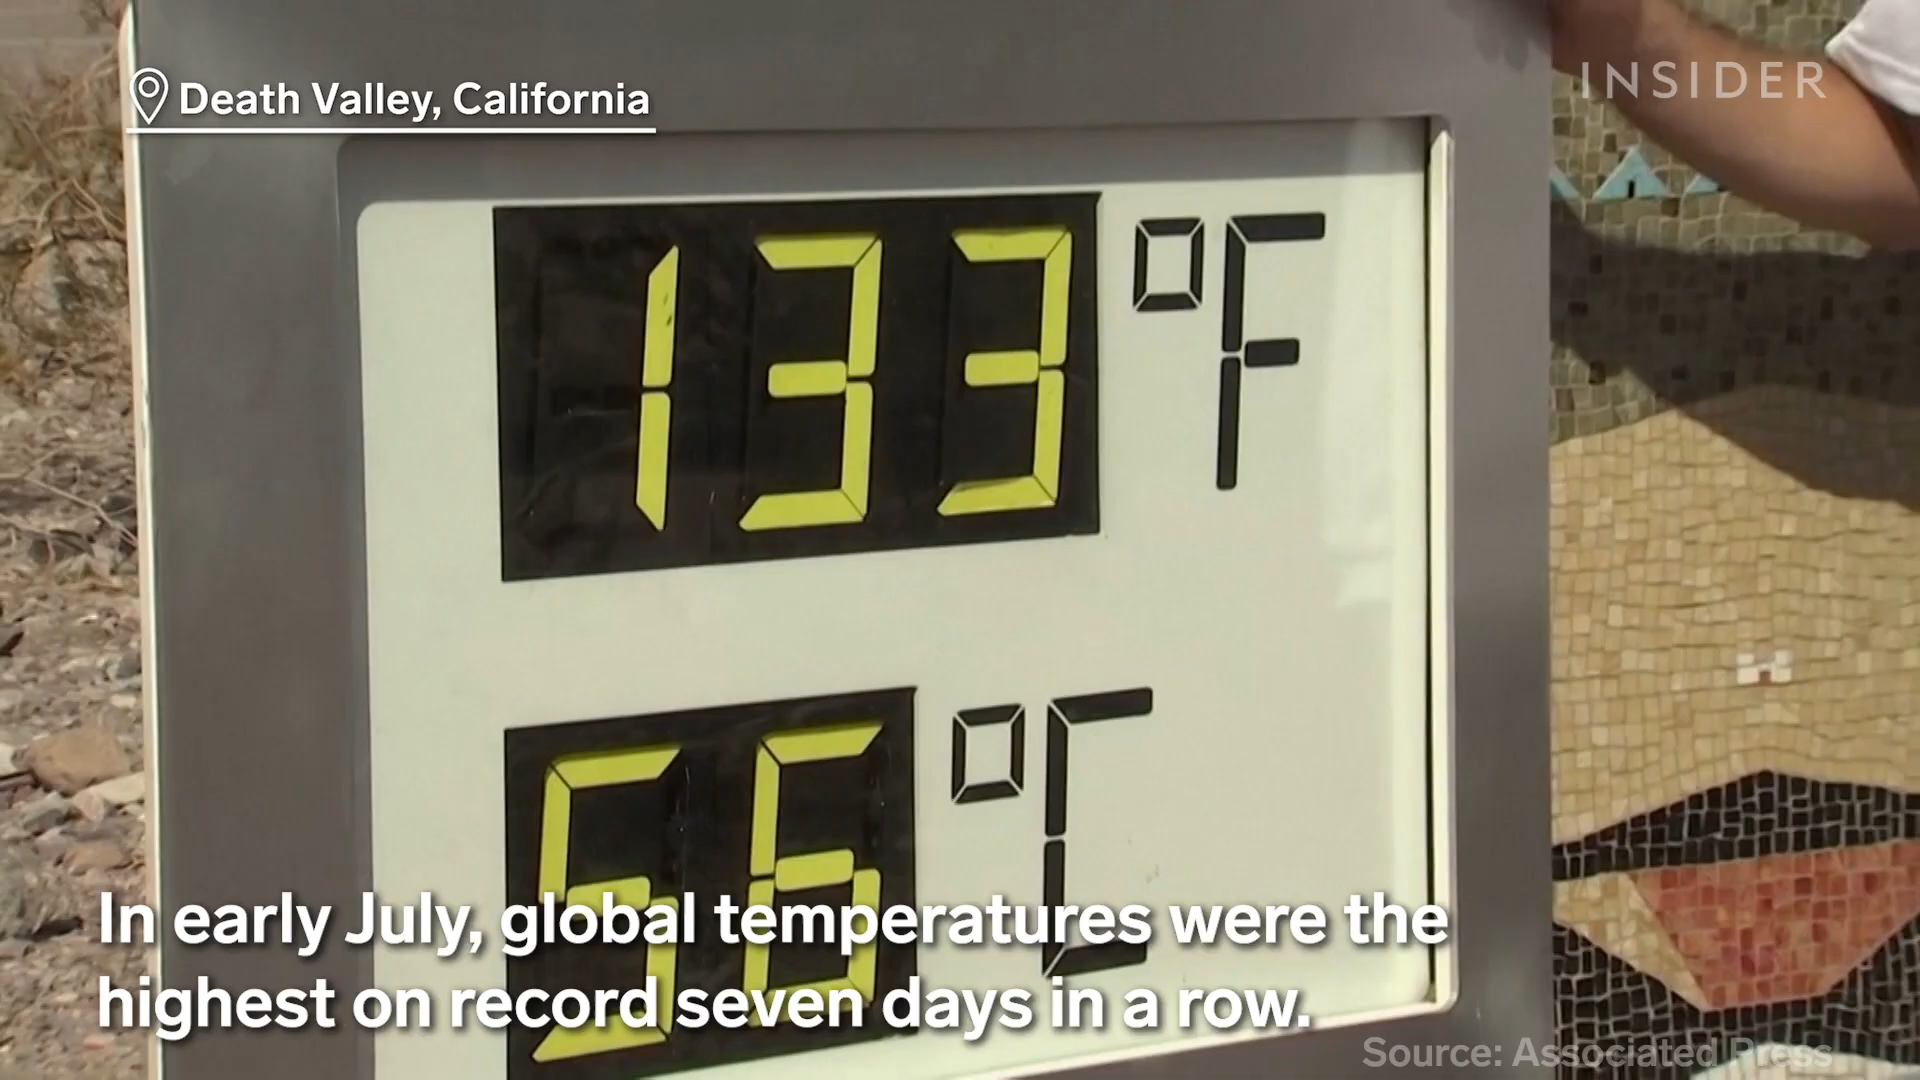 Death Valley, California
INSIDER
133 °F
56 °C
In early July, global temperatures were the
highest on record seven days in a row.
Source: Associated Press